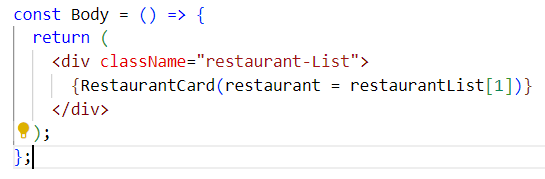 const Body = () => {
  return (
    <div className="restaurant-List">
      {RestaurantCard(restaurant = restaurantList[1])}
    </div>
  );
};